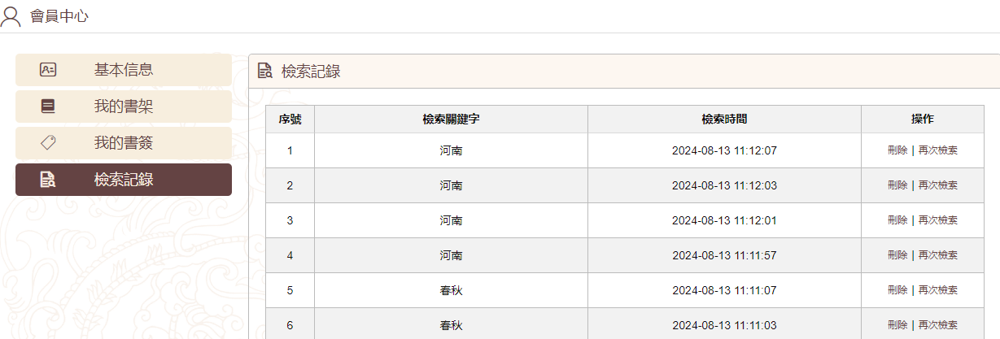 會員中心
基本信息
我的書架
我的書簽
檢索記錄
檢索記錄
序號 檢索關鍵字 檢索時間 操作
1 河南 2024-08-13 11:12:07 刪除 | 再次檢索
2 河南 2024-08-13 11:12:03 刪除 | 再次檢索
3 河南 2024-08-13 11:12:01 刪除 | 再次檢索
4 河南 2024-08-13 11:11:57 刪除 | 再次檢索
5 春秋 2024-08-13 11:11:07 刪除 | 再次檢索
6 春秋 2024-08-13 11:11:03 刪除 | 再次檢索